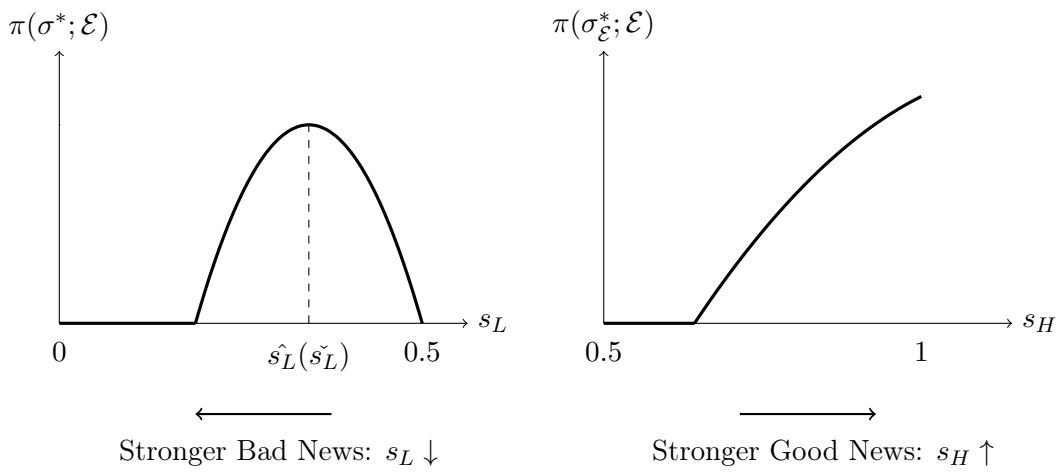 π(σ*; ℰ)
s_L
0
ŝ_L(š_L)
0.5
Stronger Bad News: s_L ↓
π(σ*_ℰ; ℰ)
s_H
0.5
1
Stronger Good News: s_H ↑